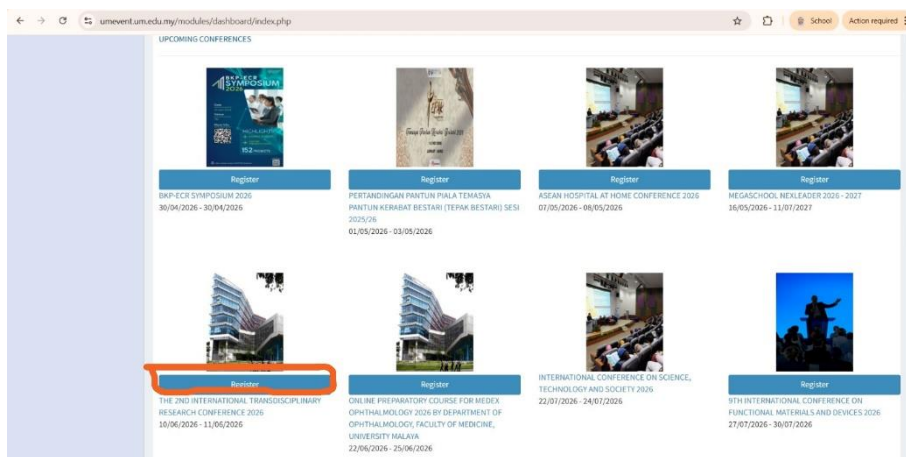 umevent.um.edu.my/modules/dashboard/index.php
School
Action required
UPCOMING CONFERENCES
BKP-ECR
SYMPOSIUM
2026
HIGHLIGHTS
152
Register
Register
Register
Register
BKP-ECR SYMPOSIUM 2026
30/04/2026 - 30/04/2026
PERTANDINGAN PANTUN PIALA TEMASYA
PANTUN KERABAT BESTARI (TEPAK BESTARI) SESI
2025/26
01/05/2026 - 03/05/2026
ASEAN HOSPITAL AT HOME CONFERENCE 2026
07/05/2026 - 08/05/2026
MEGASCHOOL NEXLEADER 2026 - 2027
16/05/2026 - 11/07/2027
Register
Register
Register
THE 2ND INTERNATIONAL TRANSDISCIPLINARY
RESEARCH CONFERENCE 2026
10/06/2026 - 11/06/2026
ONLINE PREPARATORY COURSE FOR MEDEX
OPHTHALMOLOGY 2026 BY DEPARTMENT OF
OPHTHALMOLOGY, FACULTY OF MEDICINE,
UNIVERSITY MALAYA
22/06/2026 - 25/06/2026
INTERNATIONAL CONFERENCE ON SCIENCE,
TECHNOLOGY AND SOCIETY 2026
22/07/2026 - 24/07/2026
9TH INTERNATIONAL CONFERENCE ON
FUNCTIONAL MATERIALS AND DEVICES 2026
27/07/2026 - 30/07/2026